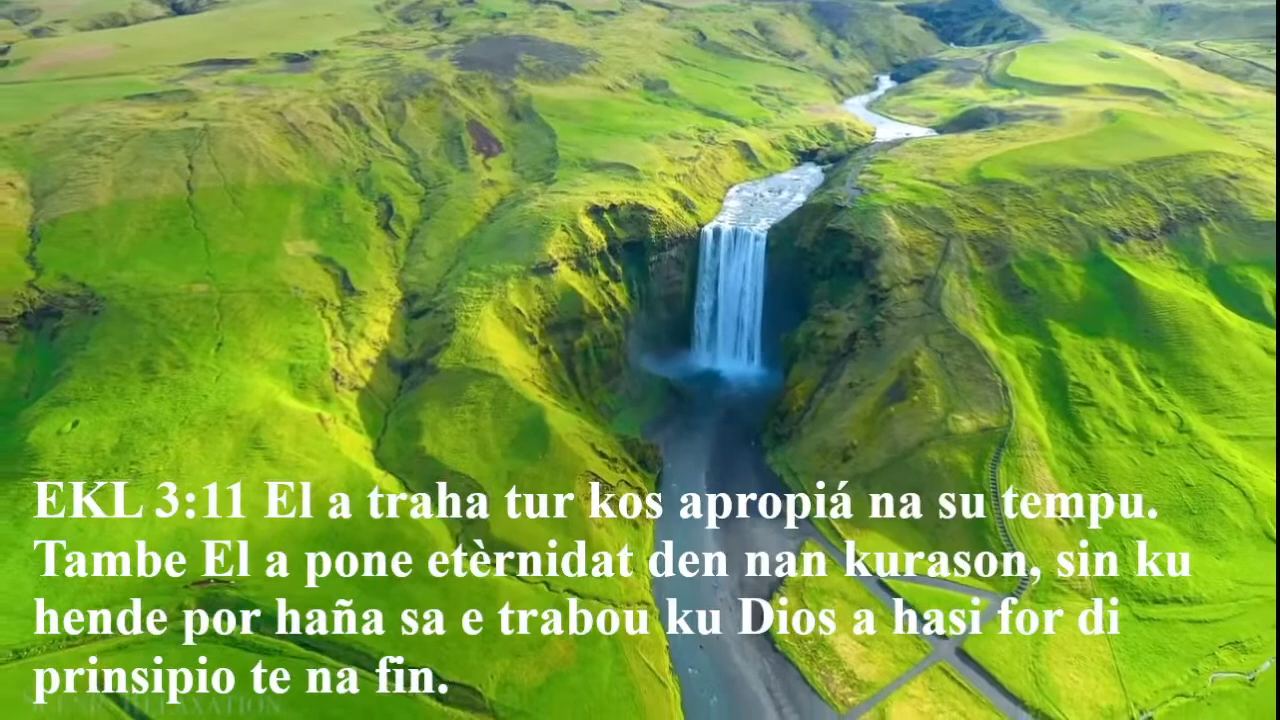 EKL 3:11 El a traha tur kos apropiá na su tempu.
Tambe El a pone etèrnidat den nan kurason, sin ku
hende por haña sa e trabou ku Dios a hasi for di
prinsipio te na fin.